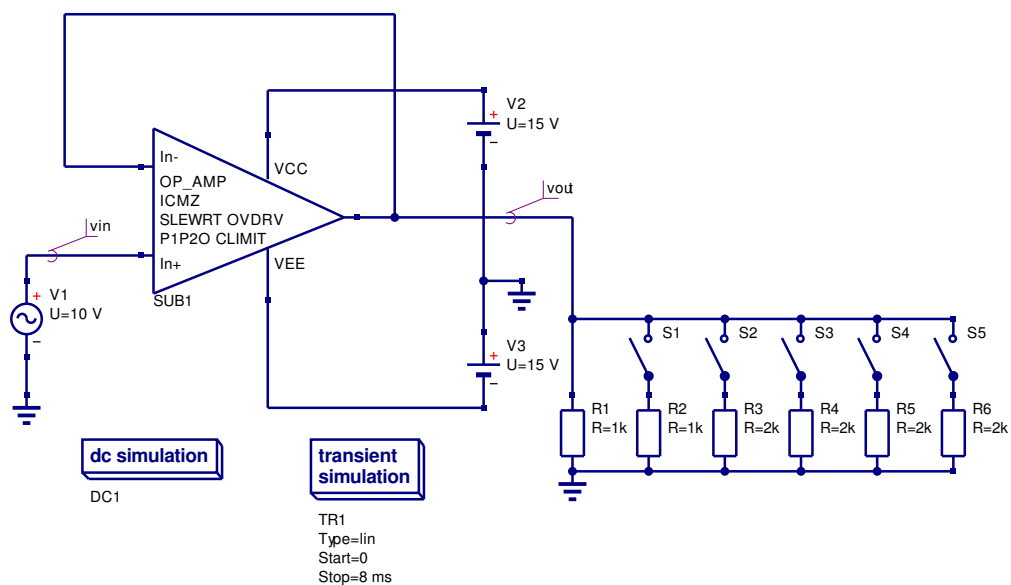 V2
U=15 V
In-
VCC
OP_AMP
ICMZ
SLEWRT OVDRV
P1P2O CLIMIT
vout
vin
In+
VEE
SUB1
V1
U=10 V
V3
U=15 V
S1
S2
S3
S4
S5
R1
R=1k
R2
R=1k
R3
R=2k
R4
R=2k
R5
R=2k
R6
R=2k
dc simulation
DC1
transient
simulation
TR1
Type=lin
Start=0
Stop=8 ms